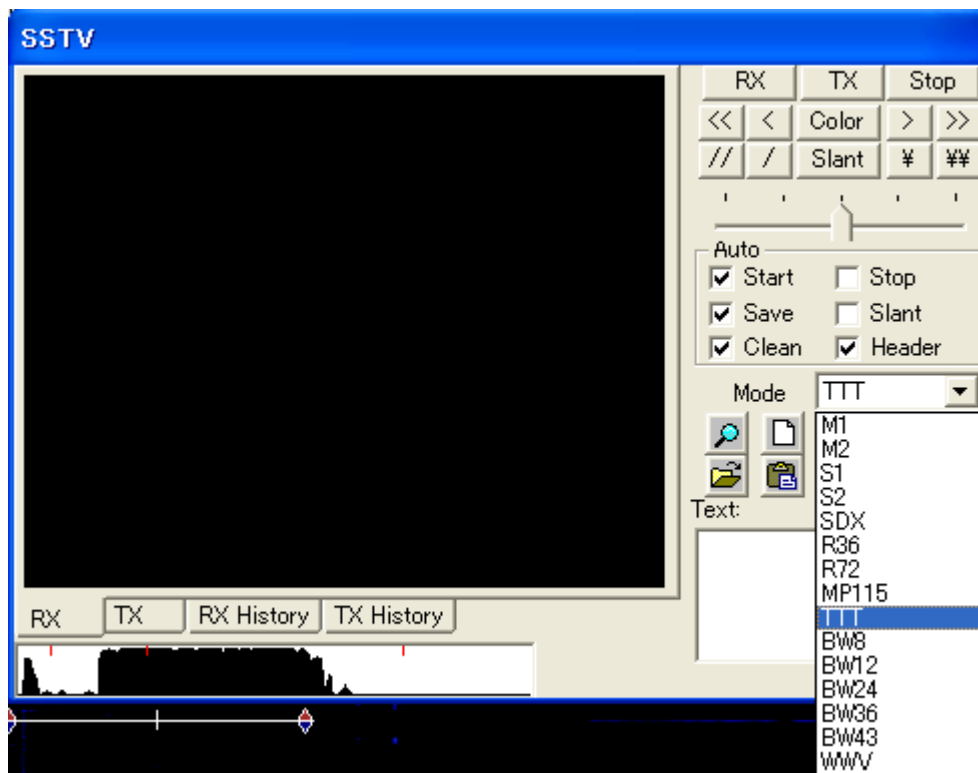 SSTV
RX TX Stop
<< < Color > >>
// / Slant ¥ ¥¥
Auto
Start Stop
Save Slant
Clean Header
Mode TTT
M1
M2
S1
S2
SDX
R36
R72
MP115
TTT
BW8
BW12
BW24
BW36
BW43
WWV
Text:
RX TX RX History TX History